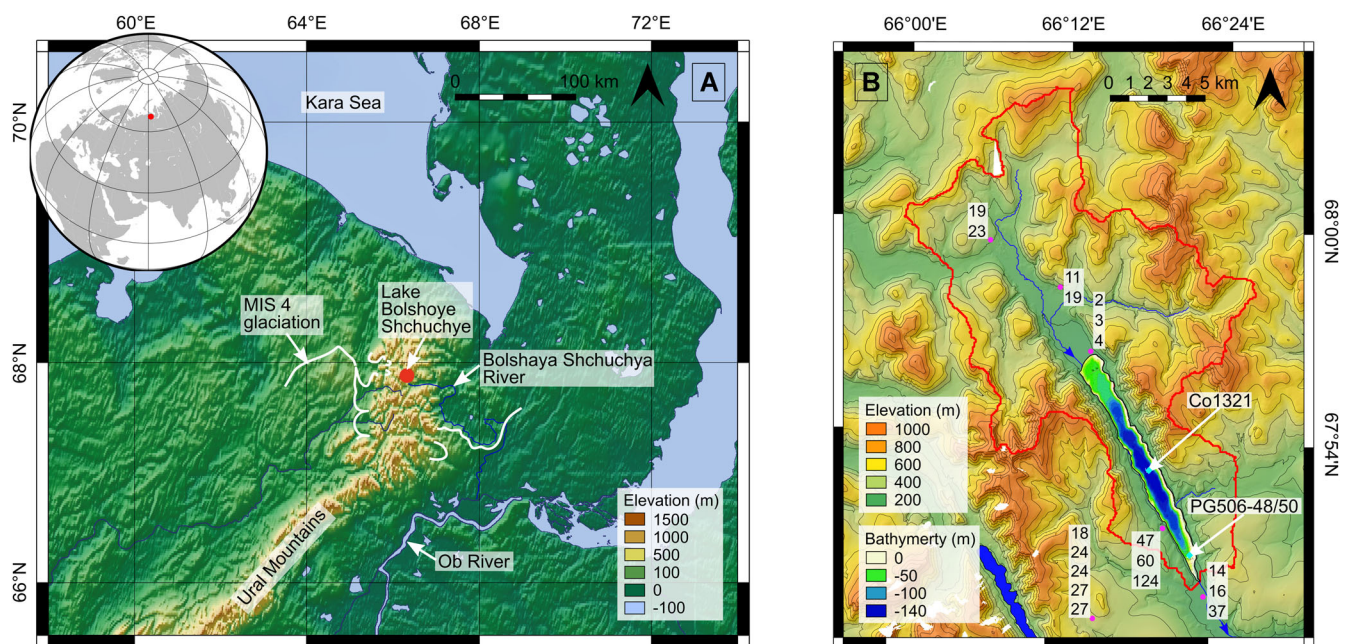 60°E
64°E
68°E
72°E
70°N
68°N
66°N
0
100 km
A
Kara Sea
MIS 4
glaciation
Lake
Bolshoye
Shchuchye
Bolshaya Shchuchya
River
Ural Mountains
Ob River
Elevation (m)
1500
1000
500
100
0
-100
66°00'E
66°12'E
66°24'E
68°00'N
67°54'N
B
0 1 2 3 4 5 km
19
23
11
19
2
3
4
Co1321
PG506-48/50
Elevation (m)
1000
800
600
400
200
Bathymerty (m)
0
-50
-100
-140
18
24
24
27
27
47
60
124
14
16
37